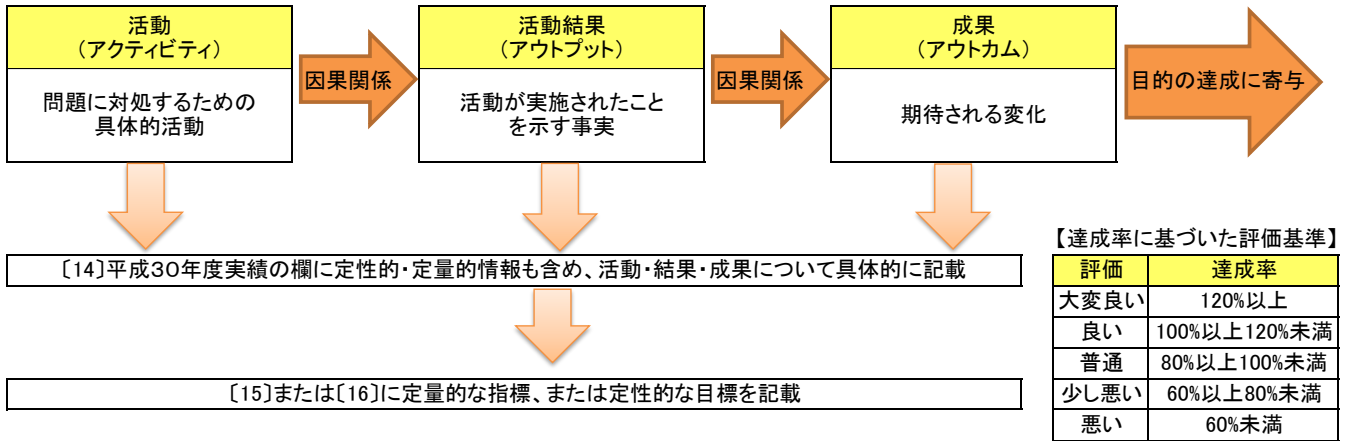 活動
（アクティビティ）
問題に対処するための
具体的活動
因果関係
活動結果
（アウトプット）
活動が実施されたこと
を示す事実
因果関係
成果
（アウトカム）
期待される変化
目的の達成に寄与
〔14〕平成３０年度実績の欄に定性的・定量的情報も含め、活動・結果・成果について具体的に記載
〔15〕または〔16〕に定量的な指標、または定性的な目標を記載
【達成率に基づいた評価基準】
評価 達成率
大変良い 120%以上
良い 100%以上120%未満
普通 80%以上100%未満
少し悪い 60%以上80%未満
悪い 60%未満